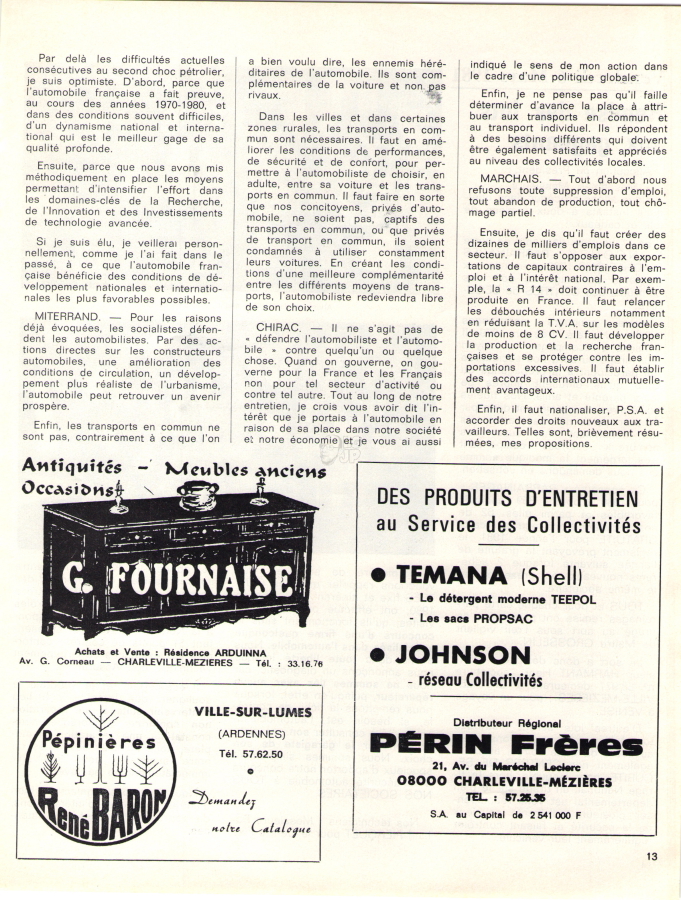 Par delà les difficultés actuelles
consécutives au second choc pétrolier,
je suis optimiste. D'abord, parce que
l'automobile française a fait preuve,
au cours des années 1970-1980, et
dans des conditions souvent difficiles,
d'un dynamisme national et interna-
tional qui est le meilleur gage de sa
qualité profonde.
Ensuite, parce que nous avons mis
méthodiquement en place les moyens
permettant d'intensifier l'effort dans
les domaines-clés de la Recherche,
de l'Innovation et des Investissements
de technologie avancée.
Si je suis élu, je veillerai person-
nellement, comme je l'ai fait dans le
passé, à ce que l'automobile fran-
çaise bénéficie des conditions de dé-
veloppement nationales et internatio-
nales les plus favorables possibles.
MITERRAND. — Pour les raisons
déjà évoquées, les socialistes défen-
dent les automobilistes. Par des ac-
tions directes sur les constructeurs
automobiles, une amélioration des
conditions de circulation, un dévelop-
pement plus réaliste de l'urbanisme,
l'automobile peut retrouver un avenir
prospère.
Enfin, les transports en commun ne
sont pas, contrairement à ce que l'on
a bien voulu dire, les ennemis héré-
ditaires de l'automobile. Ils sont com-
plémentaires de la voiture et non pas
rivaux.
Dans les villes et dans certaines
zones rurales, les transports en com-
mun sont nécessaires. Il faut en amé-
liorer les conditions de performances,
de sécurité et de confort, pour per-
mettre à l'automobiliste de choisir, en
adulte, entre sa voiture et les trans-
ports en commun. Il faut faire en sorte
que nos concitoyens, privés d'auto-
mobile, ne soient pas, captifs des
transports en commun, ou que privés
de transport en commun, ils soient
condamnés à utiliser constamment
leurs voitures. En créant les condi-
tions d'une meilleure complémentarité
entre les différents moyens de trans-
ports, l'automobiliste redeviendra libre
de son choix.
CHIRAC. — Il ne s'agit pas de
« défendre l'automobiliste et l'automo-
bile » contre quelqu'un ou quelque
chose. Quand on gouverne, on gou-
verne pour la France et les Français
non pour tel secteur d'activité ou
contre tel autre. Tout au long de notre
entretien, je crois vous avoir dit l'in-
térêt que je portais à l'automobile en
raison de sa place dans notre société
et notre économie et je vous ai aussi
indiqué le sens de mon action dans
le cadre d'une politique globale.
Enfin, je ne pense pas qu'il faille
déterminer d'avance la place à attri-
buer aux transports en commun et
au transport individuel. Ils répondent
à des besoins différents qui doivent
être également satisfaits et appréciés
au niveau des collectivités locales.
MARCHAIS. — Tout d'abord nous
refusons toute suppression d'emploi,
tout abandon de production, tout chô-
mage partiel.
Ensuite, je dis qu'il faut créer des
dizaines de milliers d'emplois dans ce
secteur. Il faut s'opposer aux expor-
tations de capitaux contraires à l'em-
ploi et à l'intérêt national. Par exem-
ple, la « R 14 » doit continuer à être
produite en France. Il faut relancer
les débouchés intérieurs notamment
en réduisant la T.V.A. sur les modèles
de moins de 8 CV. Il faut développer
la production et la recherche fran-
çaises et se protéger contre les im-
portations excessives. Il faut établir
des accords internationaux mutuelle-
ment avantageux.
Enfin, il faut nationaliser, P.S.A. et
accorder des droits nouveaux aux tra-
vailleurs. Telles sont, brièvement résu-
mées, mes propositions.
Antiquités - Meubles anciens
Occasions
G. FOURNAISE
Achats et Vente : Résidence ARDUINNA
Av. G. Corneau — CHARLEVILLE-MEZIERES — Tél. : 33.16.76
Pépinières
René BARON
VILLE-SUR-LUMES
(ARDENNES)
Tél. 57.62.50
Demandez
notre Catalogue
DES PRODUITS D'ENTRETIEN
au Service des Collectivités
● TEMANA (Shell)
- Le détergent moderne TEEPOL
- Les sacs PROPSAC
● JOHNSON
- réseau Collectivités
Distributeur Régional
PÉRIN Frères
21, Av. du Maréchal Leclerc
08000 CHARLEVILLE-MÉZIÈRES
TEL. : 57.25.35
S.A. au Capital de 2 541 000 F
13